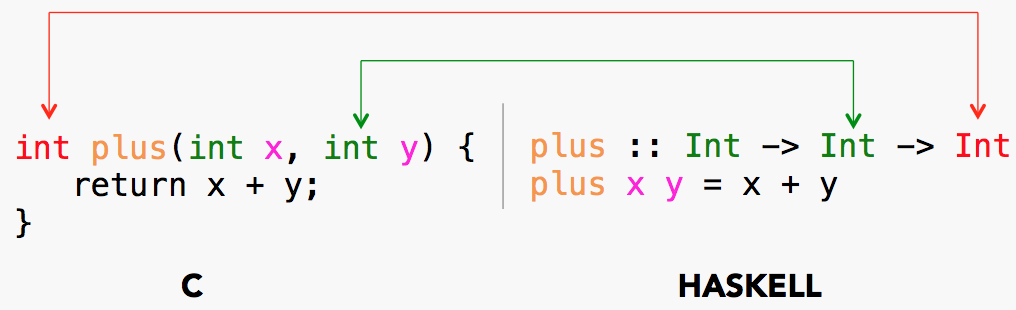 int plus(int x, int y) {
return x + y;
}
C
plus :: Int -> Int -> Int
plus x y = x + y
HASKELL